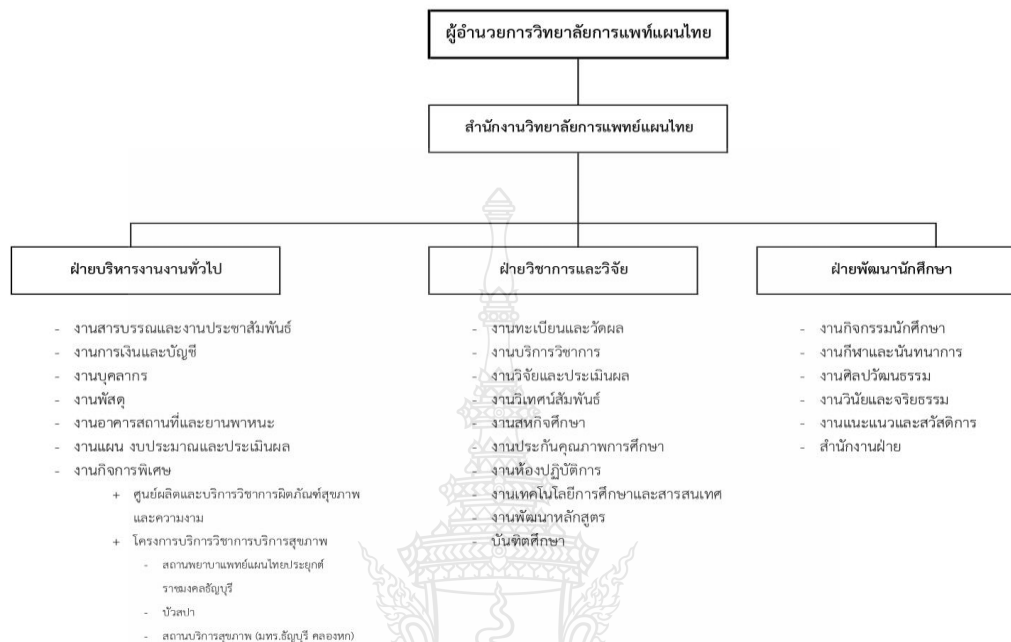 ผู้อำนวยการวิทยาลัยการแพท์แผนไทย
สำนักงานวิทยาลัยการแพทย์แผนไทย
ฝ่ายบริหารงานงานทั่วไป
- งานสารบรรณและงานประชาสัมพันธ์
- งานการเงินและบัญชี
- งานบุคลากร
- งานพัสดุ
- งานอาคารสถานที่และยานพาหนะ
- งานแผน งบประมาณและประเมินผล
- งานกิจการพิเศษ
+ ศูนย์ผลิตและบริการวิชาการผิตภัณฑ์สุขภาพ
และความงาม
+ โครงการบริการวิชาการบริการสุขภาพ
- สถานพยาบาแพทย์แผนไทยประยุกต์
ราชมงคลธัญบุรี
- บัวสปา
- สถานบริการสุขภาพ (มทร.ธัญบุรี คลองหก)
ฝ่ายวิชาการและวิจัย
- งานทะเบียนและวัดผล
- งานบริการวิชาการ
- งานวิจัยและประเมินผล
- งานวิเทศน์สัมพันธ์
- งานสหกิจศึกษา
- งานประกันคุณภาพการศึกษา
- งานห้องปฏิบัติการ
- งานเทคโนโลยีการศึกษาและสารสนเทศ
- งานพัฒนาหลักสูตร
- บันฑิตศึกษา
ฝ่ายพัฒนานักศึกษา
- งานกิจกรรมนักศึกษา
- งานกีฬาและนันทนาการ
- งานศิลปวัฒนธรรม
- งานวินัยและจริยธรรม
- งานแนะแนวและสวัสดิการ
- สำนักงานฝ่าย